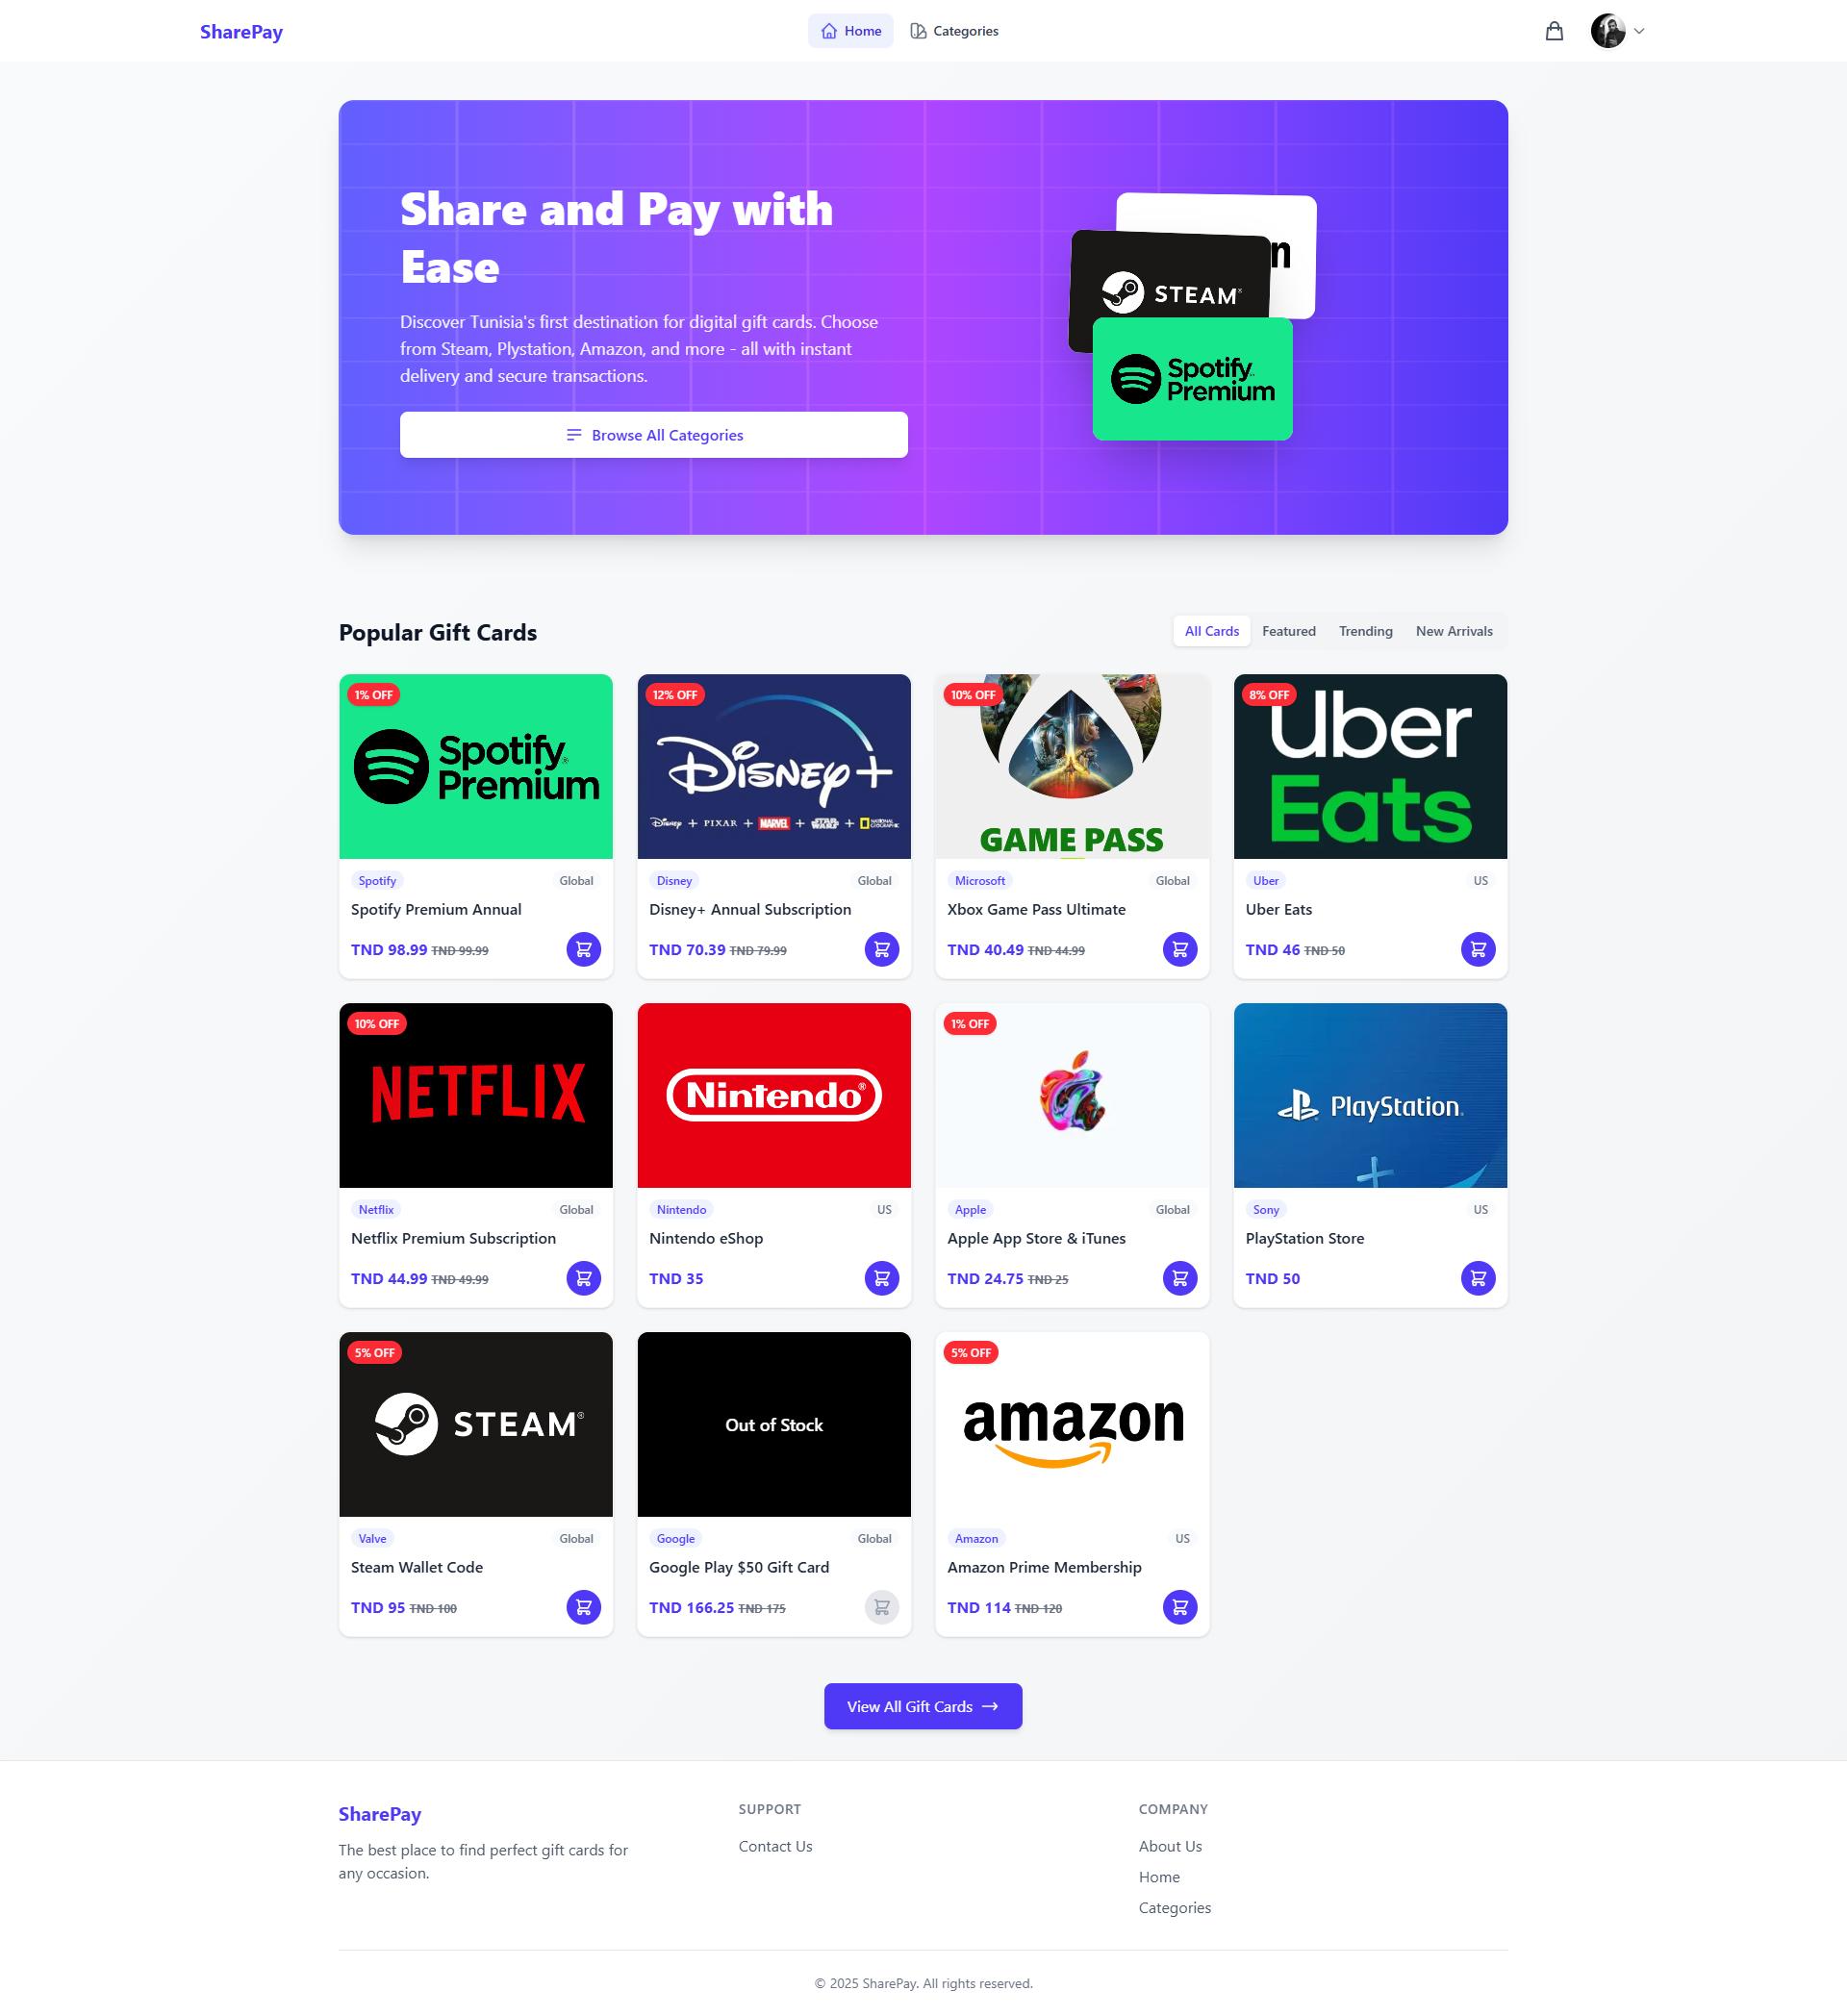 SharePay
Home
Categories
Share and Pay with
Ease
Discover Tunisia's first destination for digital gift cards. Choose
from Steam, Plystation, Amazon, and more - all with instant
delivery and secure transactions.
Browse All Categories
n
STEAM®
Spotify
Premium
Popular Gift Cards
All Cards
Featured
Trending
New Arrivals
1% OFF
Spotify®
Premium
Spotify
Global
Spotify Premium Annual
TND 98.99 TND 99.99
12% OFF
Disney+
Disney + PIXAR + MARVEL + STAR WARS + NATIONAL GEOGRAPHIC
Disney
Global
Disney+ Annual Subscription
TND 70.39 TND 79.99
10% OFF
GAME PASS
Microsoft
Global
Xbox Game Pass Ultimate
TND 40.49 TND 44.99
8% OFF
Uber
Eats
Uber
US
Uber Eats
TND 46 TND 50
10% OFF
NETFLIX
Netflix
Global
Netflix Premium Subscription
TND 44.99 TND 49.99
Nintendo®
Nintendo
US
Nintendo eShop
TND 35
1% OFF
Apple
Global
Apple App Store & iTunes
TND 24.75 TND 25
PlayStation
Sony
US
PlayStation Store
TND 50
5% OFF
STEAM®
Valve
Global
Steam Wallet Code
TND 95 TND 100
Out of Stock
Google
Global
Google Play $50 Gift Card
TND 166.25 TND 175
5% OFF
amazon
Amazon
US
Amazon Prime Membership
TND 114 TND 120
View All Gift Cards →
SharePay
The best place to find perfect gift cards for
any occasion.
SUPPORT
Contact Us
COMPANY
About Us
Home
Categories
© 2025 SharePay. All rights reserved.